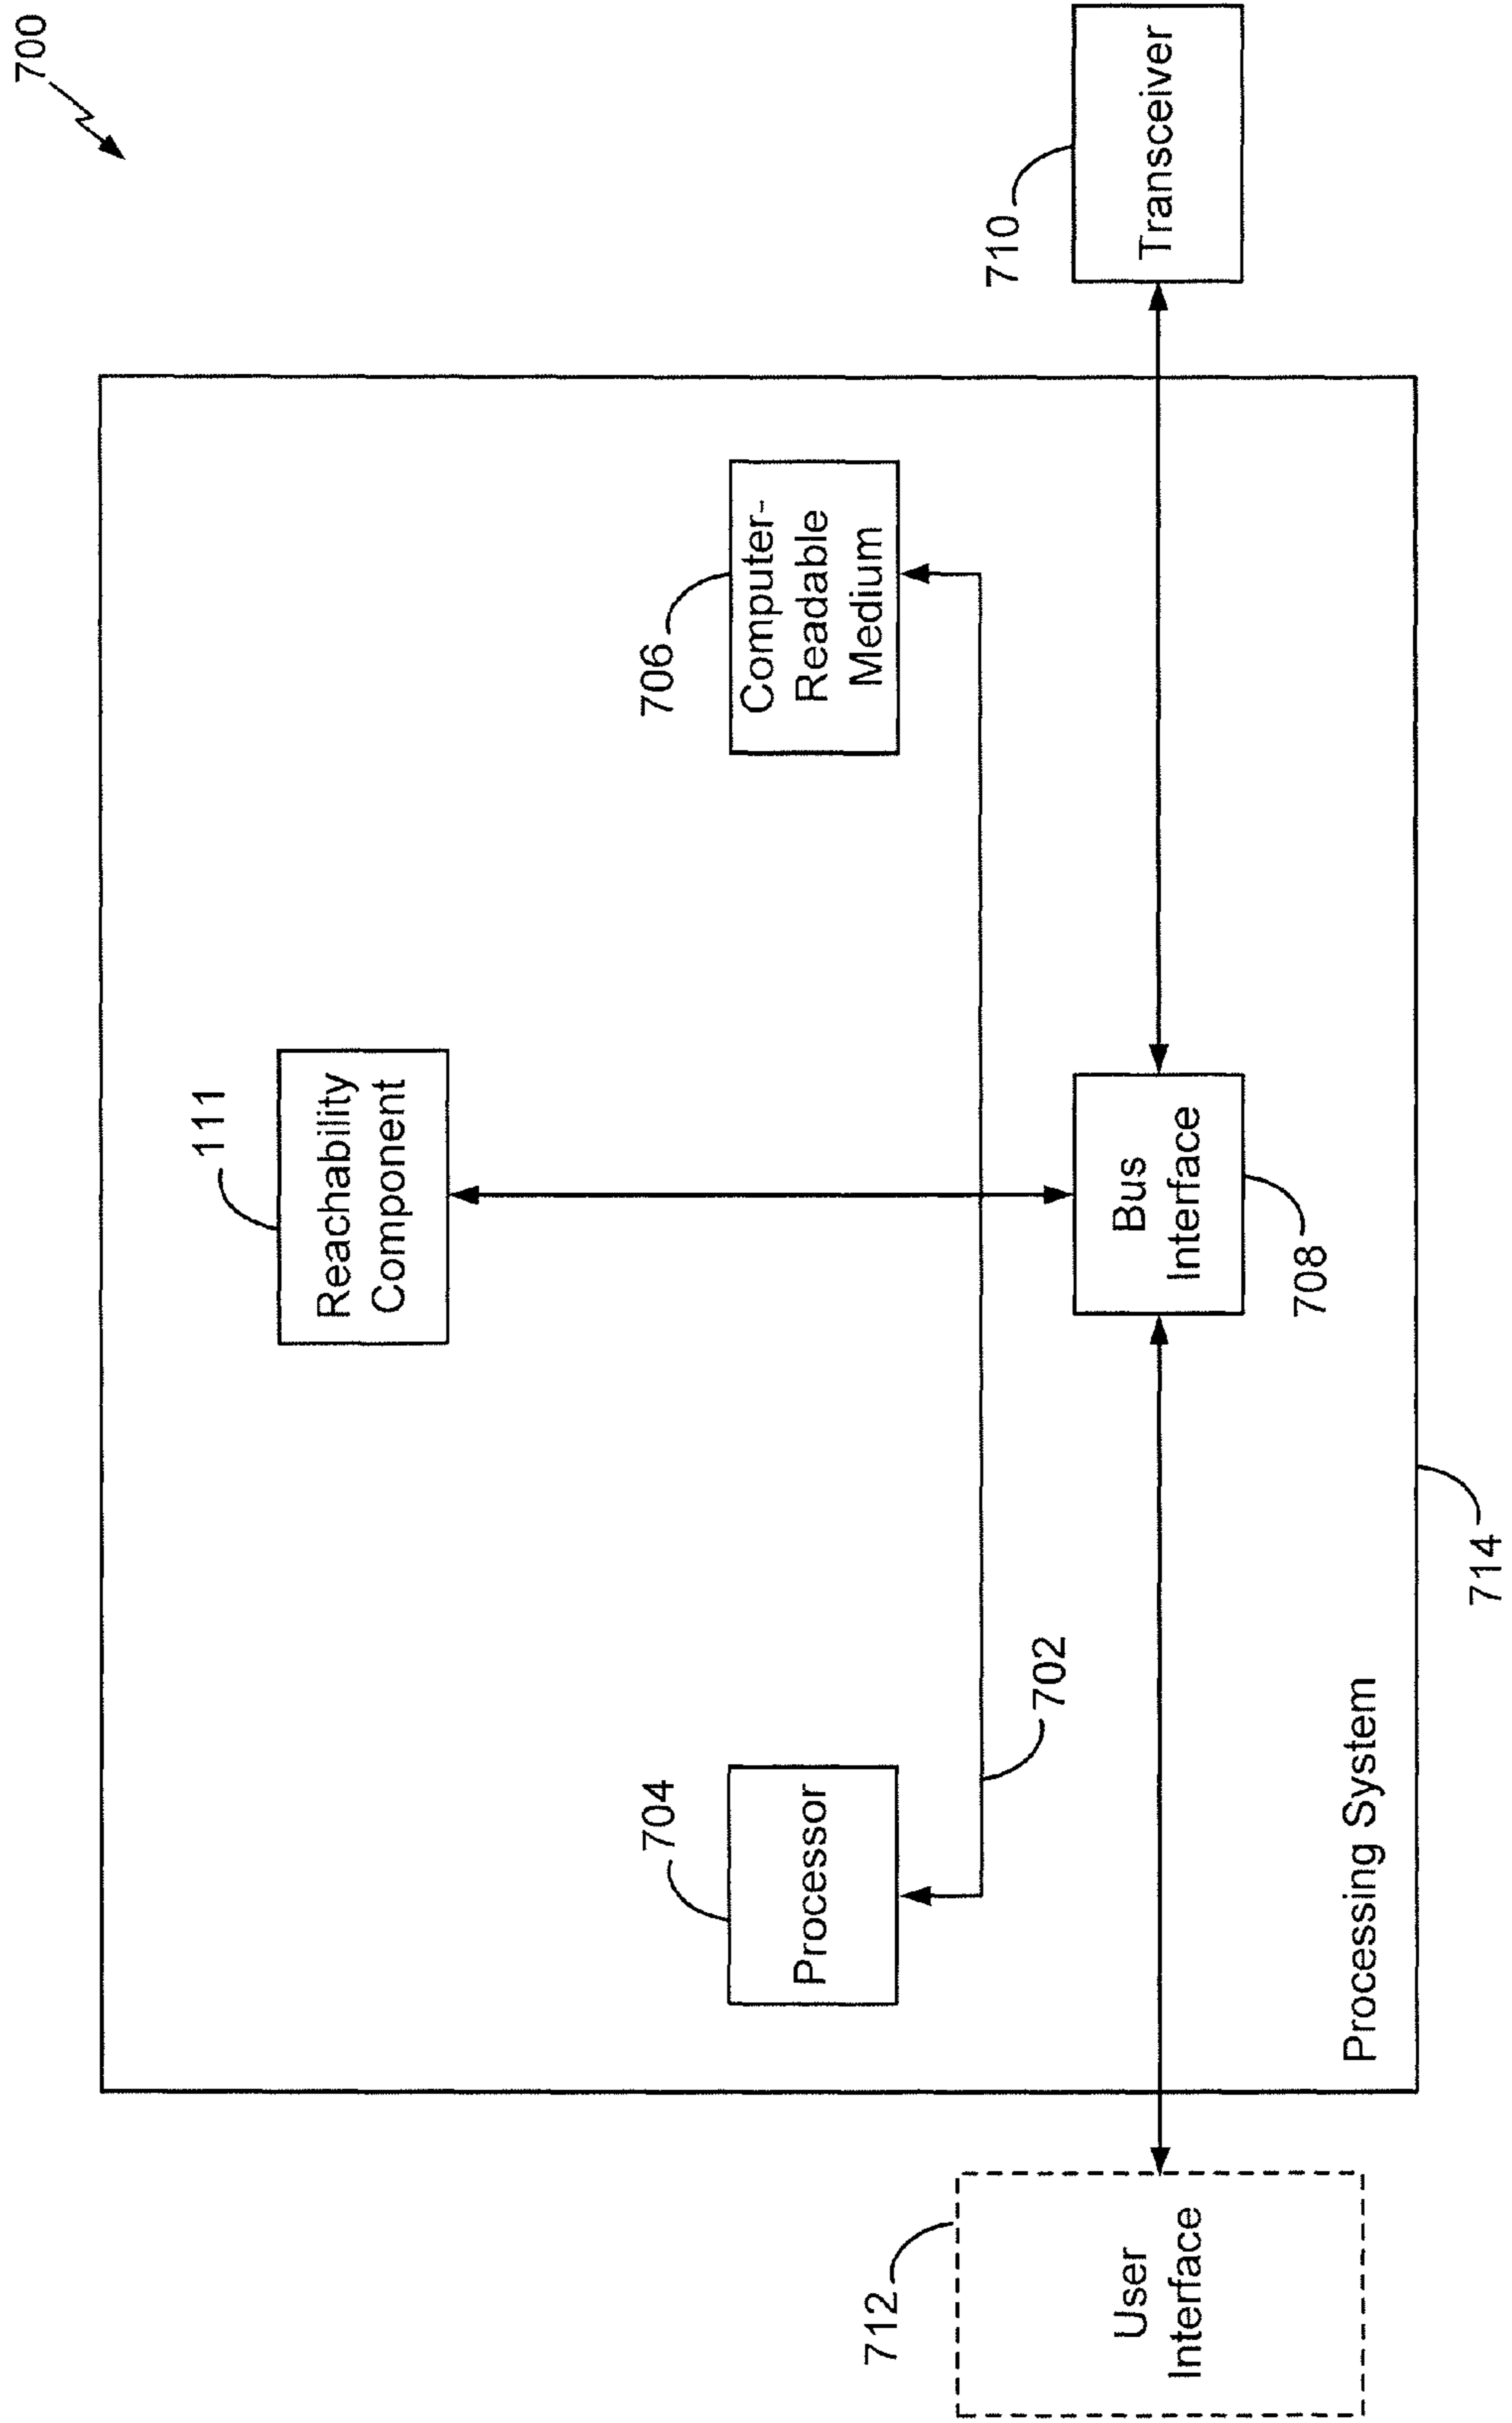 700
111
Reachability
Component
704
Processor
706
Computer-
Readable
Medium
702
712
User
Interface
Bus
Interface
708
710
Transceiver
Processing System
714